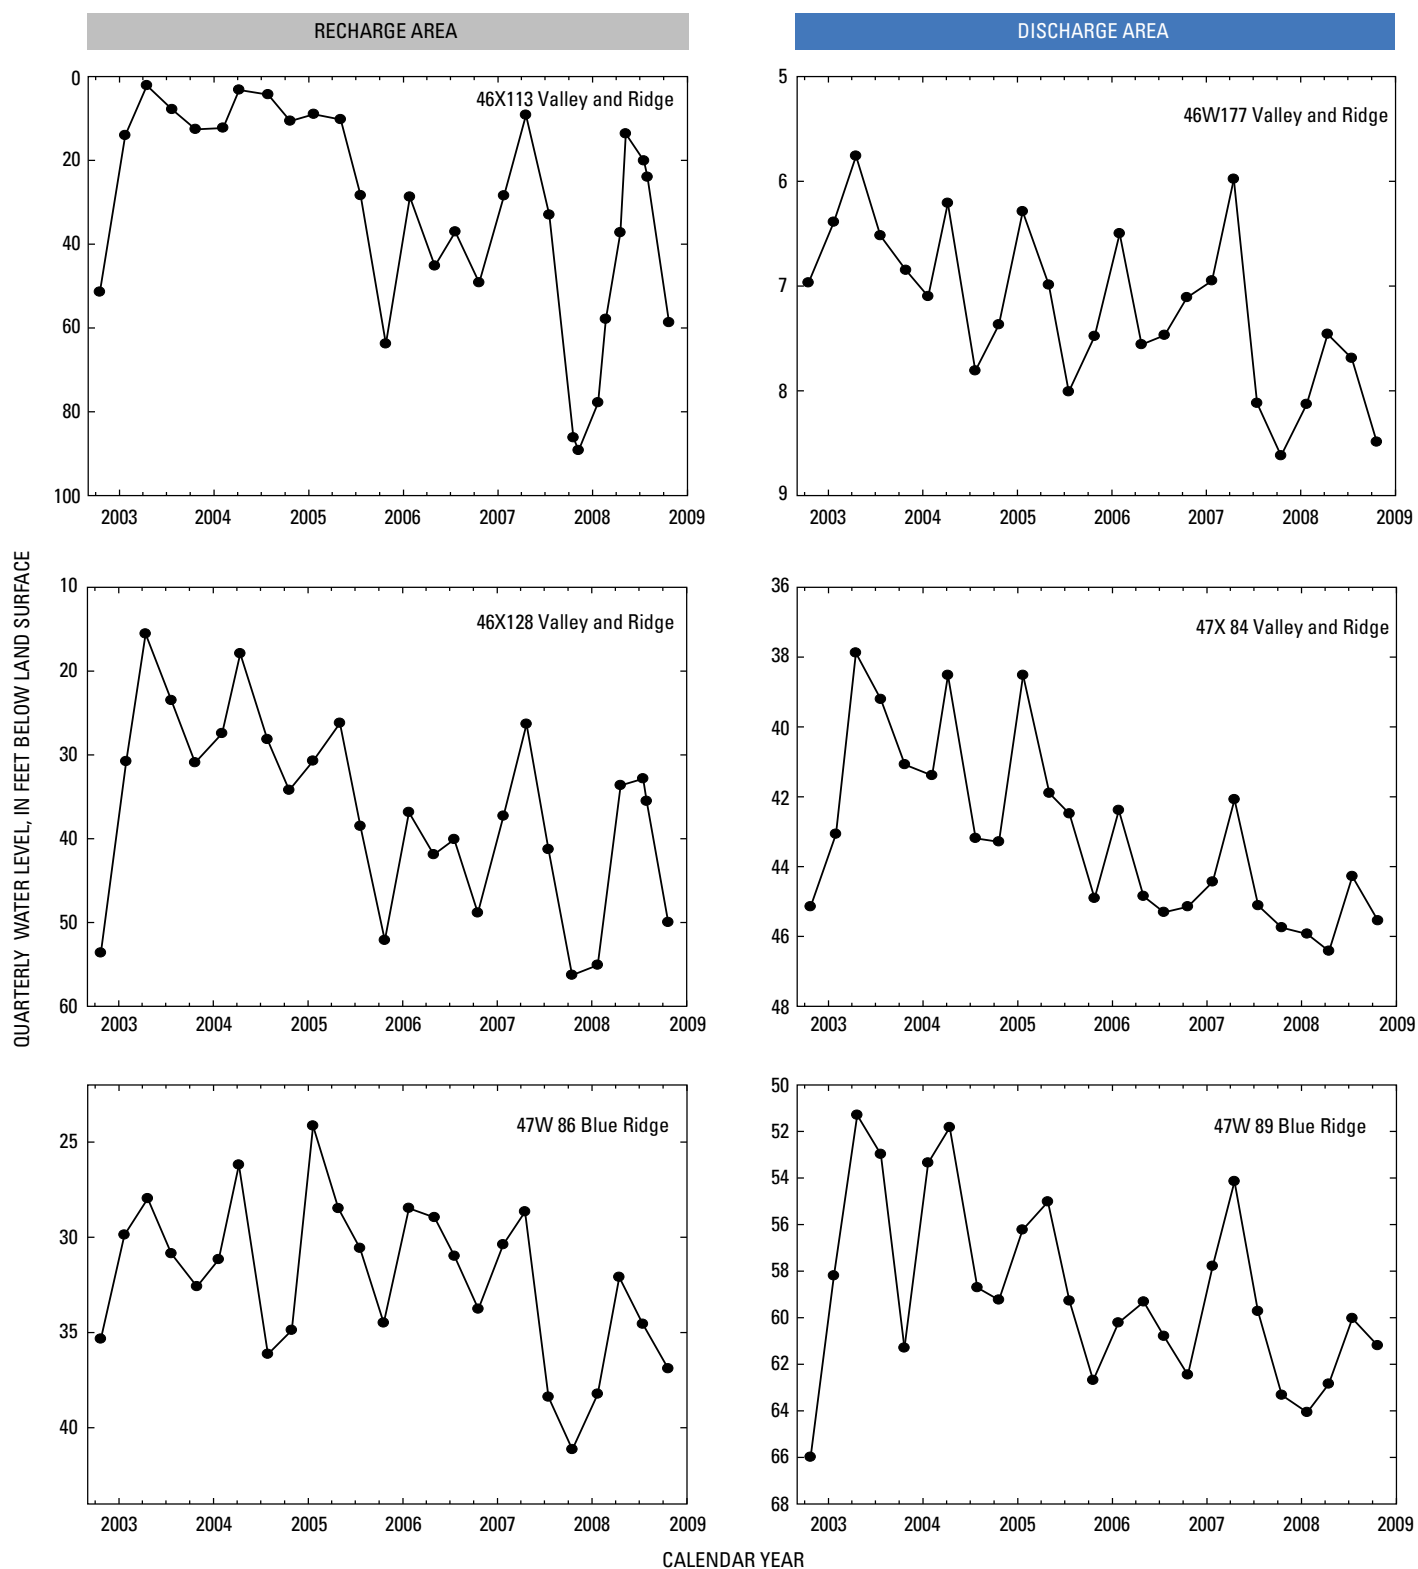 RECHARGE AREA
DISCHARGE AREA
QUARTERLY WATER LEVEL, IN FEET BELOW LAND SURFACE
46X113 Valley and Ridge
0
20
40
60
80
100
2003 2004 2005 2006 2007 2008 2009
46W177 Valley and Ridge
5
6
7
8
9
2003 2004 2005 2006 2007 2008 2009
46X128 Valley and Ridge
10
20
30
40
50
60
2003 2004 2005 2006 2007 2008 2009
47X 84 Valley and Ridge
36
38
40
42
44
46
48
2003 2004 2005 2006 2007 2008 2009
47W 86 Blue Ridge
25
30
35
40
2003 2004 2005 2006 2007 2008 2009
47W 89 Blue Ridge
50
52
54
56
58
60
62
64
66
68
2003 2004 2005 2006 2007 2008 2009
CALENDAR YEAR